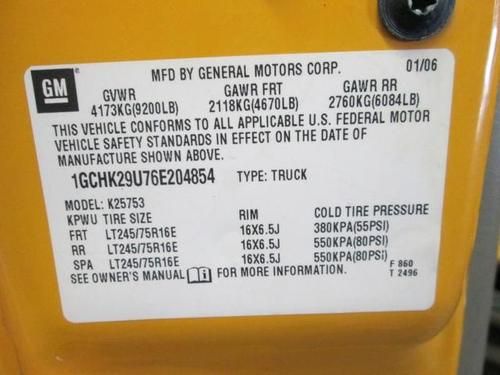 GM
MFD BY GENERAL MOTORS CORP. 01/06
GVWR GAWR FRT GAWR RR
4173KG(9200LB) 2118KG(4670LB) 2760KG(6084LB)
THIS VEHICLE CONFORMS TO ALL APPLICABLE U.S. FEDERAL MOTOR
VEHICLE SAFETY STANDARDS IN EFFECT ON THE DATE OF
MANUFACTURE SHOWN ABOVE.
1GCHK29U76E204854 TYPE: TRUCK
MODEL: K25753
KPWU TIRE SIZE RIM COLD TIRE PRESSURE
FRT LT245/75R16E 16X6.5J 380KPA(55PSI)
RR LT245/75R16E 16X6.5J 550KPA(80PSI)
SPA LT245/75R16E 16X6.5J 550KPA(80PSI)
SEE OWNER'S MANUAL FOR MORE INFORMATION. F 860
T 2496